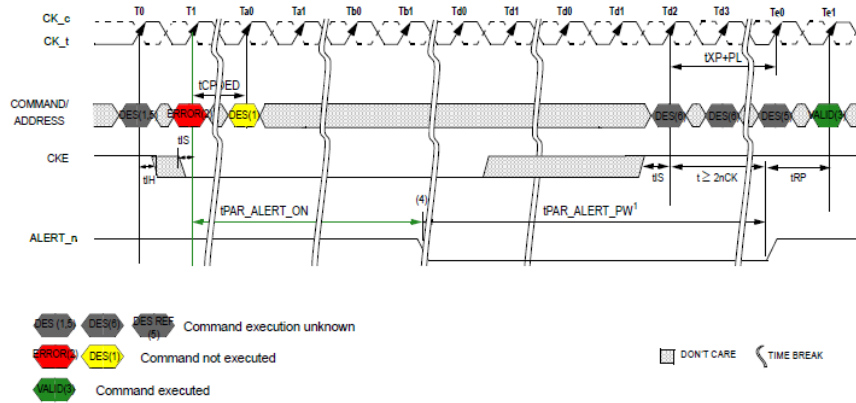 T0 T1 Ta0 Ta1 Tb0 Tb1 Td0 Td1 Td0 Td1 Td2 Td3 Te0 Te1
CK_c
CK_t
tXP+PL
tCPDED
COMMAND/
ADDRESS
DES(1,5) ERROR(2) DES(1) DES(6) DES(6) DES(5) VALID(3)
tIS
CKE
tIH tIS t ≥ 2nCK tRP
tPAR_ALERT_ON (4) tPAR_ALERT_PW¹
ALERT_n
DES (1,5) DES(6) DES REF (5) Command execution unknown
ERROR(2) DES(1) Command not executed
DON'T CARE TIME BREAK
VALID(3) Command executed